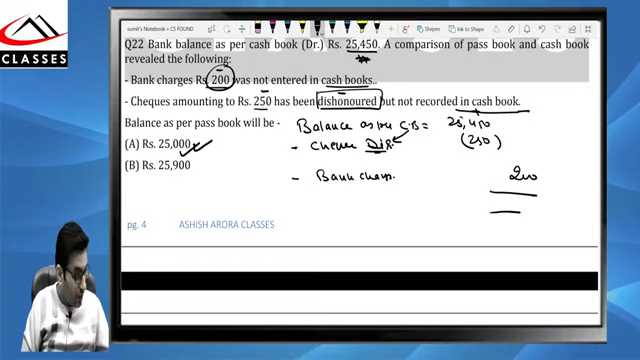 sumit's Notebook » CS FOUND
Shapes
Ink to Shape
CLASSES
Q22 Bank balance as per cash book (Dr.) Rs. 25,450. A comparison of pass book and cash book
revealed the following:
- Bank charges Rs 200 was not entered in cash books..
- Cheques amounting to Rs. 250 has been dishonoured but not recorded in cash book.
Balance as per pass book will be -
Balance as per C.B = 25,450
(A) Rs. 25,000
- Cheque Dis. (250)
(B) Rs. 25,900
- Bank char. 200
pg. 4 ASHISH ARORA CLASSES